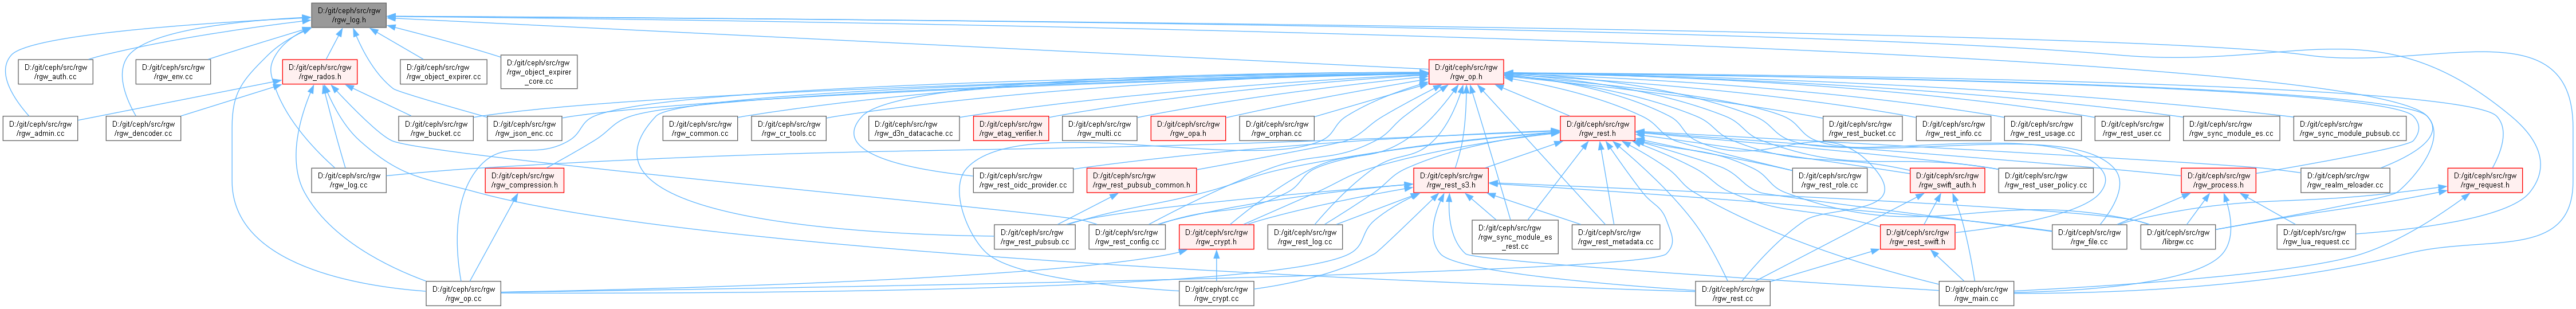 D:/git/ceph/src/rgw
/rgw_log.h
D:/git/ceph/src/rgw
/rgw_auth.cc
D:/git/ceph/src/rgw
/rgw_env.cc
D:/git/ceph/src/rgw
/rgw_rados.h
D:/git/ceph/src/rgw
/rgw_object_expirer.cc
D:/git/ceph/src/rgw
/rgw_object_expirer
_core.cc
D:/git/ceph/src/rgw
/rgw_op.h
D:/git/ceph/src/rgw
/rgw_admin.cc
D:/git/ceph/src/rgw
/rgw_dencoder.cc
D:/git/ceph/src/rgw
/rgw_bucket.cc
D:/git/ceph/src/rgw
/rgw_json_enc.cc
D:/git/ceph/src/rgw
/rgw_common.cc
D:/git/ceph/src/rgw
/rgw_cr_tools.cc
D:/git/ceph/src/rgw
/rgw_d3n_datacache.cc
D:/git/ceph/src/rgw
/rgw_etag_verifier.h
D:/git/ceph/src/rgw
/rgw_multi.cc
D:/git/ceph/src/rgw
/rgw_opa.h
D:/git/ceph/src/rgw
/rgw_orphan.cc
D:/git/ceph/src/rgw
/rgw_rest.h
D:/git/ceph/src/rgw
/rgw_rest_bucket.cc
D:/git/ceph/src/rgw
/rgw_rest_info.cc
D:/git/ceph/src/rgw
/rgw_rest_usage.cc
D:/git/ceph/src/rgw
/rgw_rest_user.cc
D:/git/ceph/src/rgw
/rgw_sync_module_es.cc
D:/git/ceph/src/rgw
/rgw_sync_module_pubsub.cc
D:/git/ceph/src/rgw
/rgw_log.cc
D:/git/ceph/src/rgw
/rgw_compression.h
D:/git/ceph/src/rgw
/rgw_rest_oidc_provider.cc
D:/git/ceph/src/rgw
/rgw_rest_pubsub_common.h
D:/git/ceph/src/rgw
/rgw_rest_s3.h
D:/git/ceph/src/rgw
/rgw_rest_role.cc
D:/git/ceph/src/rgw
/rgw_swift_auth.h
D:/git/ceph/src/rgw
/rgw_rest_user_policy.cc
D:/git/ceph/src/rgw
/rgw_process.h
D:/git/ceph/src/rgw
/rgw_realm_reloader.cc
D:/git/ceph/src/rgw
/rgw_request.h
D:/git/ceph/src/rgw
/rgw_rest_pubsub.cc
D:/git/ceph/src/rgw
/rgw_rest_config.cc
D:/git/ceph/src/rgw
/rgw_crypt.h
D:/git/ceph/src/rgw
/rgw_rest_log.cc
D:/git/ceph/src/rgw
/rgw_sync_module_es
_rest.cc
D:/git/ceph/src/rgw
/rgw_rest_metadata.cc
D:/git/ceph/src/rgw
/rgw_rest_swift.h
D:/git/ceph/src/rgw
/rgw_file.cc
D:/git/ceph/src/rgw
/librgw.cc
D:/git/ceph/src/rgw
/rgw_lua_request.cc
D:/git/ceph/src/rgw
/rgw_op.cc
D:/git/ceph/src/rgw
/rgw_crypt.cc
D:/git/ceph/src/rgw
/rgw_rest.cc
D:/git/ceph/src/rgw
/rgw_main.cc